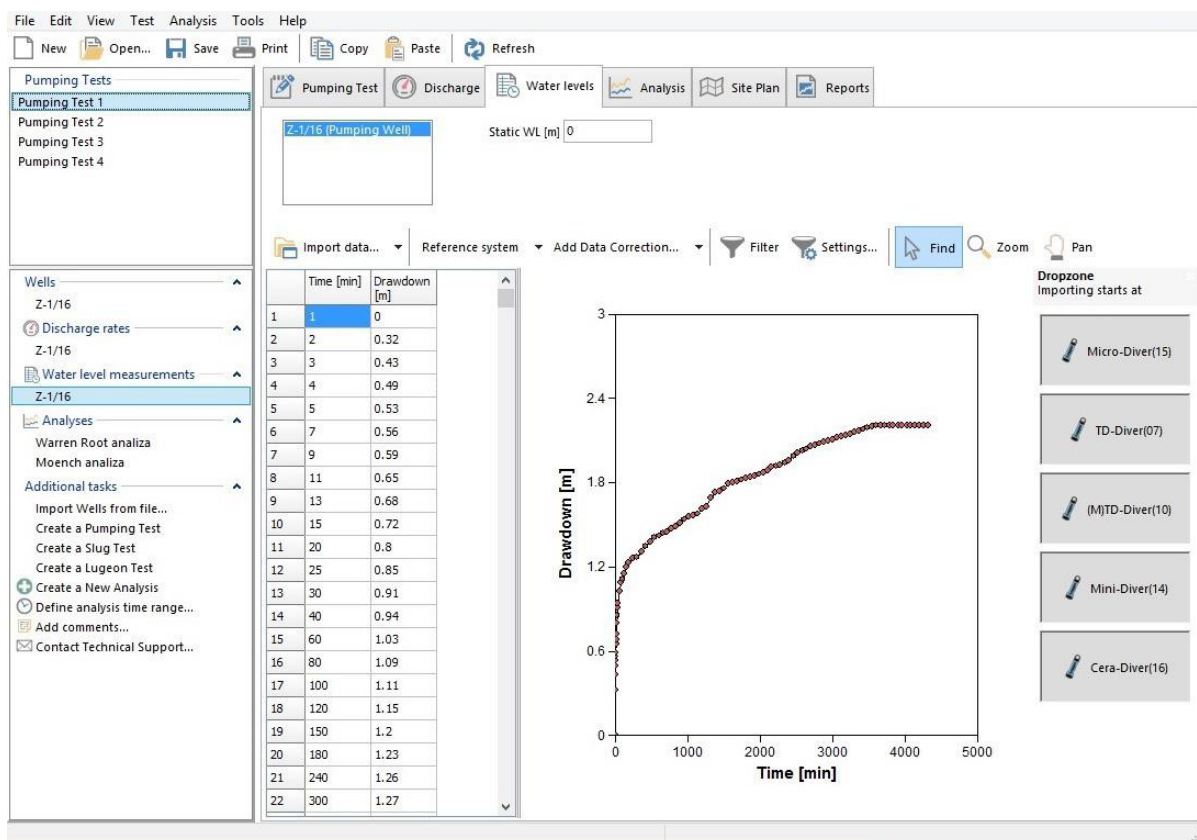 File Edit View Test Analysis Tools Help
New Open... Save Print Copy Paste Refresh
Pumping Tests
Pumping Test 1
Pumping Test 2
Pumping Test 3
Pumping Test 4
Pumping Test Discharge Water levels Analysis Site Plan Reports
Z-1/16 (Pumping Well)
Static WL [m] 0
Import data... Reference system Add Data Correction... Filter Settings... Find Zoom Pan
Wells
Z-1/16
Discharge rates
Z-1/16
Water level measurements
Z-1/16
Analyses
Warren Root analiza
Moench analiza
Additional tasks
Import Wells from file...
Create a Pumping Test
Create a Slug Test
Create a Lugeon Test
Create a New Analysis
Define analysis time range...
Add comments...
Contact Technical Support...
Time [min] Drawdown [m]
1 1 0
2 2 0.32
3 3 0.43
4 4 0.49
5 5 0.53
6 7 0.56
7 9 0.59
8 11 0.65
9 13 0.68
10 15 0.72
11 20 0.8
12 25 0.85
13 30 0.91
14 40 0.94
15 60 1.03
16 80 1.09
17 100 1.11
18 120 1.15
19 150 1.2
20 180 1.23
21 240 1.26
22 300 1.27
Drawdown [m]
3
2.4
1.8
1.2
0.6
0
0 1000 2000 3000 4000 5000
Time [min]
Dropzone
Importing starts at
Micro-Diver(15)
TD-Diver(07)
(M)TD-Diver(10)
Mini-Diver(14)
Cera-Diver(16)